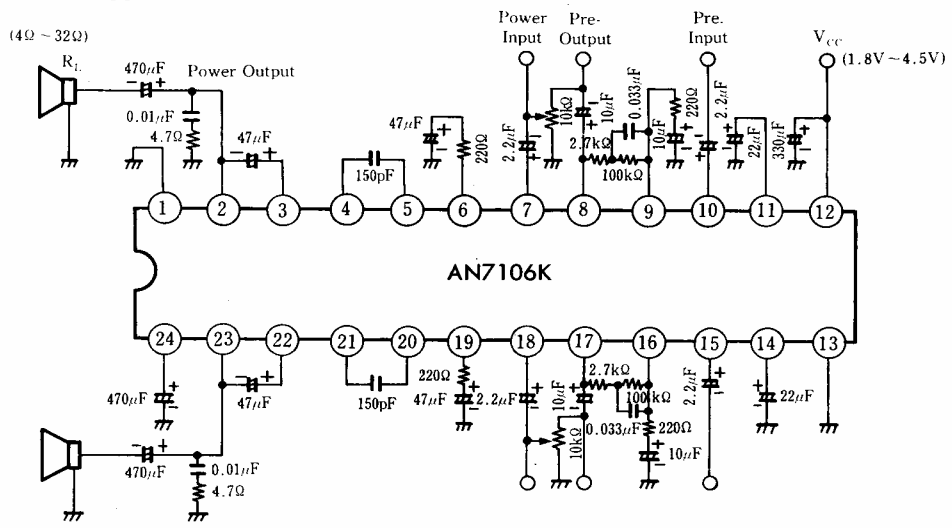 (4Ω ~ 32Ω)
R_L
470μF
Power Output
0.01μF
4.7Ω
47μF
150pF
47μF
220Ω
Power Input
2.2μF
Pre-Output
10kΩ
10μF
2.7kΩ
0.033μF
100kΩ
10μF
220Ω
Pre. Input
2.2μF
22μF
330μF
V_CC
(1.8V~4.5V)
- +
1 2 3 4 5 6 7 8 9 10 11 12
AN7106K
24 23 22 21 20 19 18 17 16 15 14 13
470μF
47μF
150pF
220Ω
47μF
2.2μF
10μF
2.7kΩ
100kΩ
0.033μF
220Ω
10μF
10kΩ
2.2μF
22μF
470μF
0.01μF
4.7Ω